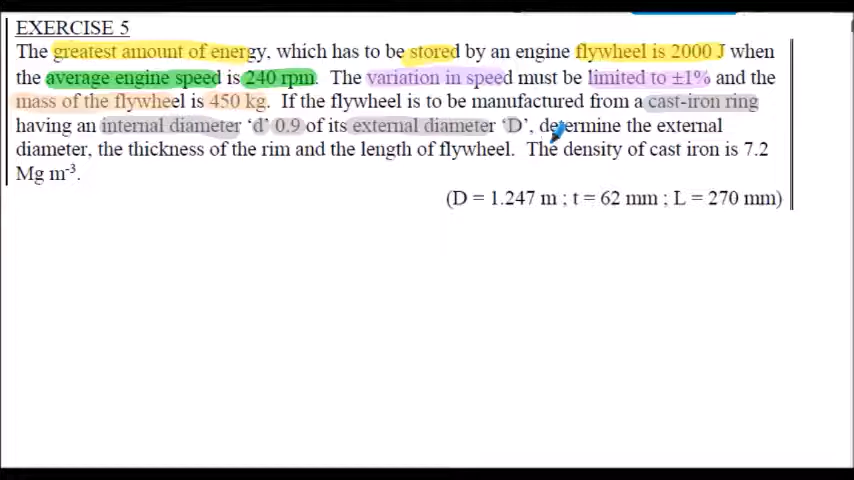 EXERCISE 5
The greatest amount of energy, which has to be stored by an engine flywheel is 2000 J when
the average engine speed is 240 rpm. The variation in speed must be limited to ±1% and the
mass of the flywheel is 450 kg. If the flywheel is to be manufactured from a cast-iron ring
having an internal diameter ‘d’ 0.9 of its external diameter ‘D’, determine the external
diameter, the thickness of the rim and the length of flywheel. The density of cast iron is 7.2
Mg m⁻³.
(D = 1.247 m ; t = 62 mm ; L = 270 mm)